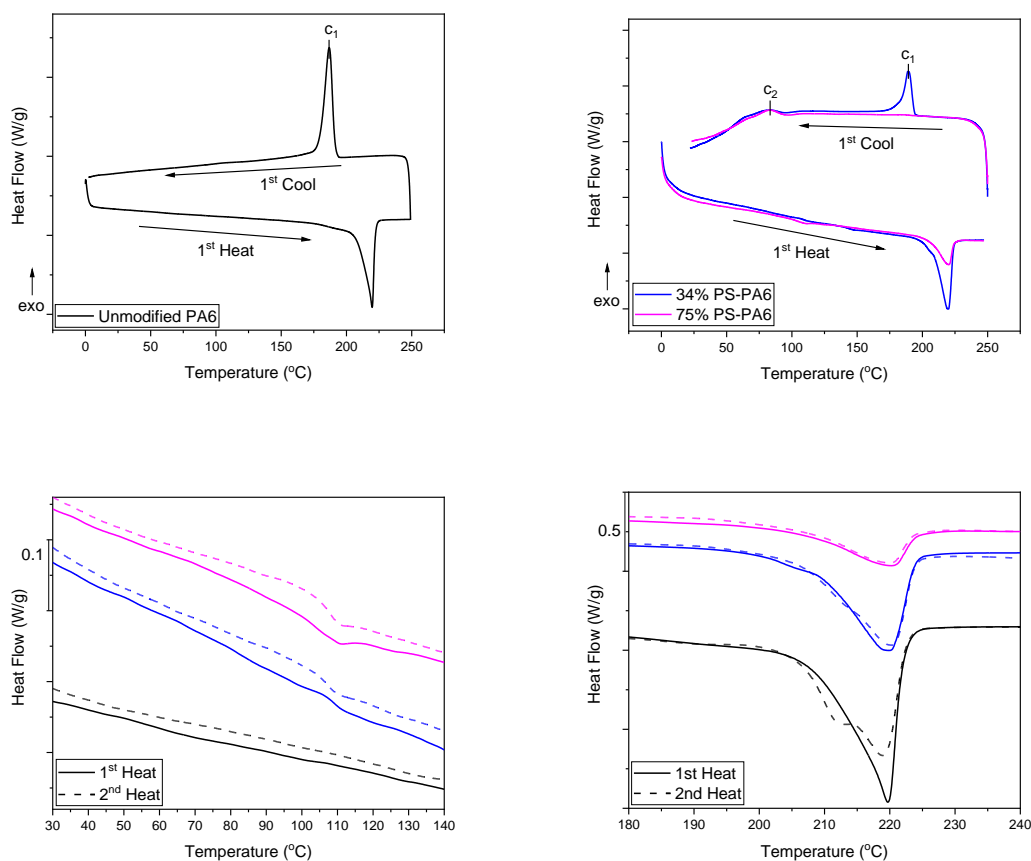 c1
Heat Flow (W/g)
1st Cool
1st Heat
exo
Unmodified PA6
0 50 100 150 200 250
Temperature (oC)
c1
c2
Heat Flow (W/g)
1st Cool
1st Heat
exo
34% PS-PA6
75% PS-PA6
0 50 100 150 200 250
Temperature (oC)
0.1
Heat Flow (W/g)
1st Heat
2nd Heat
30 40 50 60 70 80 90 100 110 120 130 140
Temperature (oC)
0.5
Heat Flow (W/g)
1st Heat
2nd Heat
180 190 200 210 220 230 240
Temperature (oC)